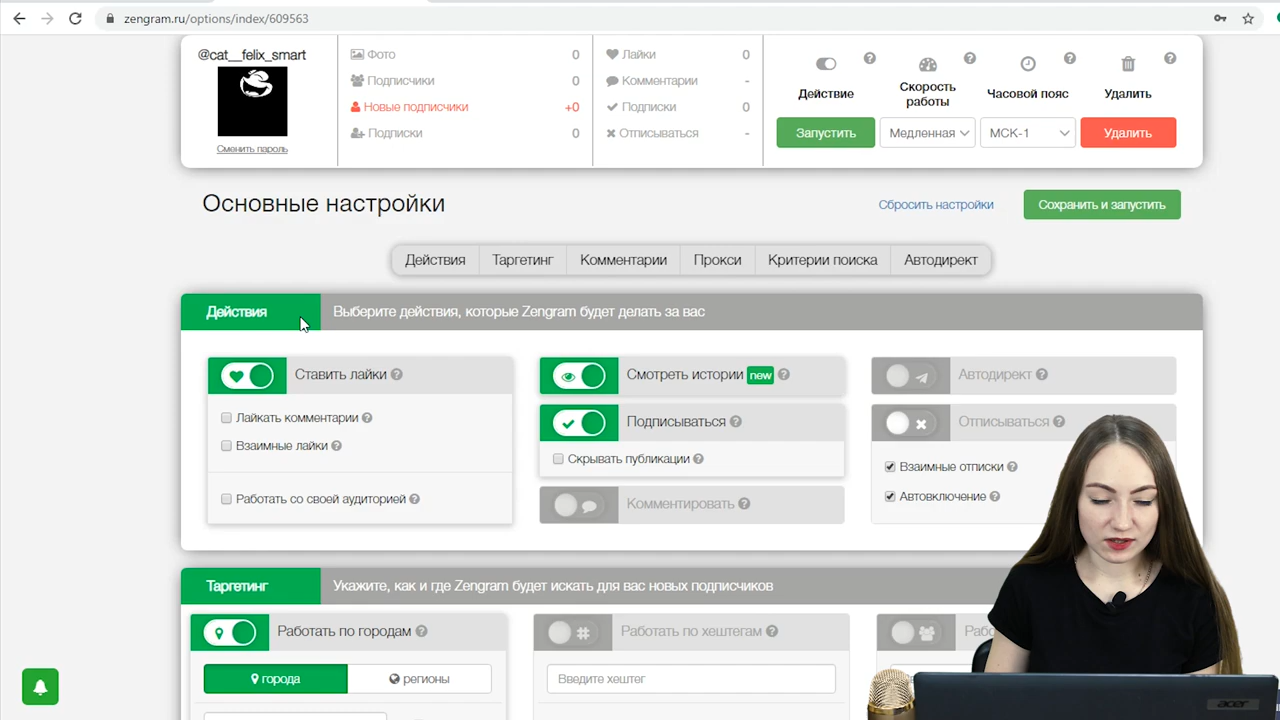 zengram.ru/options/index/609563
@cat__felix_smart
Сменить пароль
Фото 0
Подписчики 0
Новые подписчики +0
Подписки 0
Лайки 0
Комментарии -
Подписки 0
Отписываться -
Действие
Запустить
Скорость работы
Медленная
Часовой пояс
МСК-1
Удалить
Удалить
Основные настройки
Сбросить настройки
Сохранить и запустить
Действия Таргетинг Комментарии Прокси Критерии поиска Автодирект
Действия Выберите действия, которые Zengram будет делать за вас
Ставить лайки
Лайкать комментарии
Взаимные лайки
Работать со своей аудиторией
Смотреть истории new
Подписываться
Скрывать публикации
Комментировать
Автодирект
Отписываться
Взаимные отписки
Автовключение
Таргетинг Укажите, как и где Zengram будет искать для вас новых подписчиков
Работать по городам
города регионы
Работать по хештегам
Введите хештег
acer